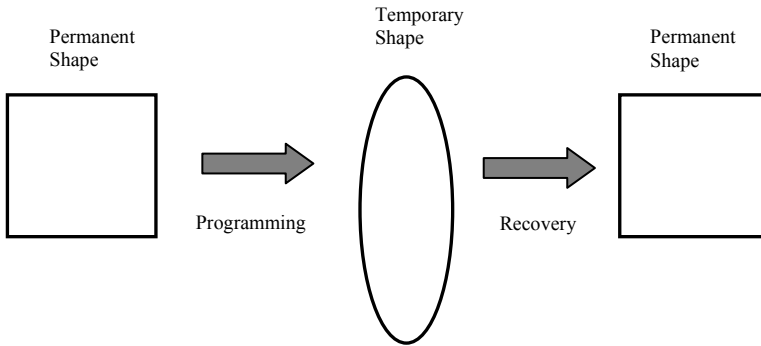 Permanent
Shape
Temporary
Shape
Permanent
Shape
Programming
Recovery